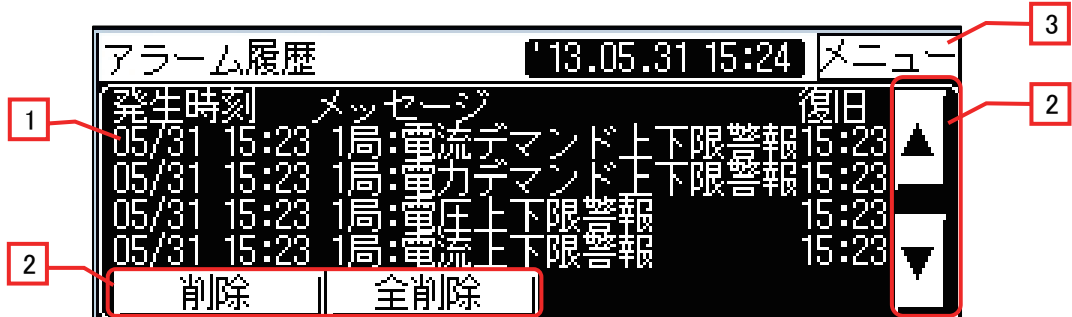 3
アラーム履歴 '13.05.31 15:24 メニュー
発生時刻 メッセージ 復旧
2
1
05/31 15:23 1局:電流デマンド上下限警報 15:23
▲
05/31 15:23 1局:電力デマンド上下限警報 15:23
05/31 15:23 1局:電圧上下限警報 15:23
05/31 15:23 1局:電流上下限警報 15:23
▼
2
削除 全削除